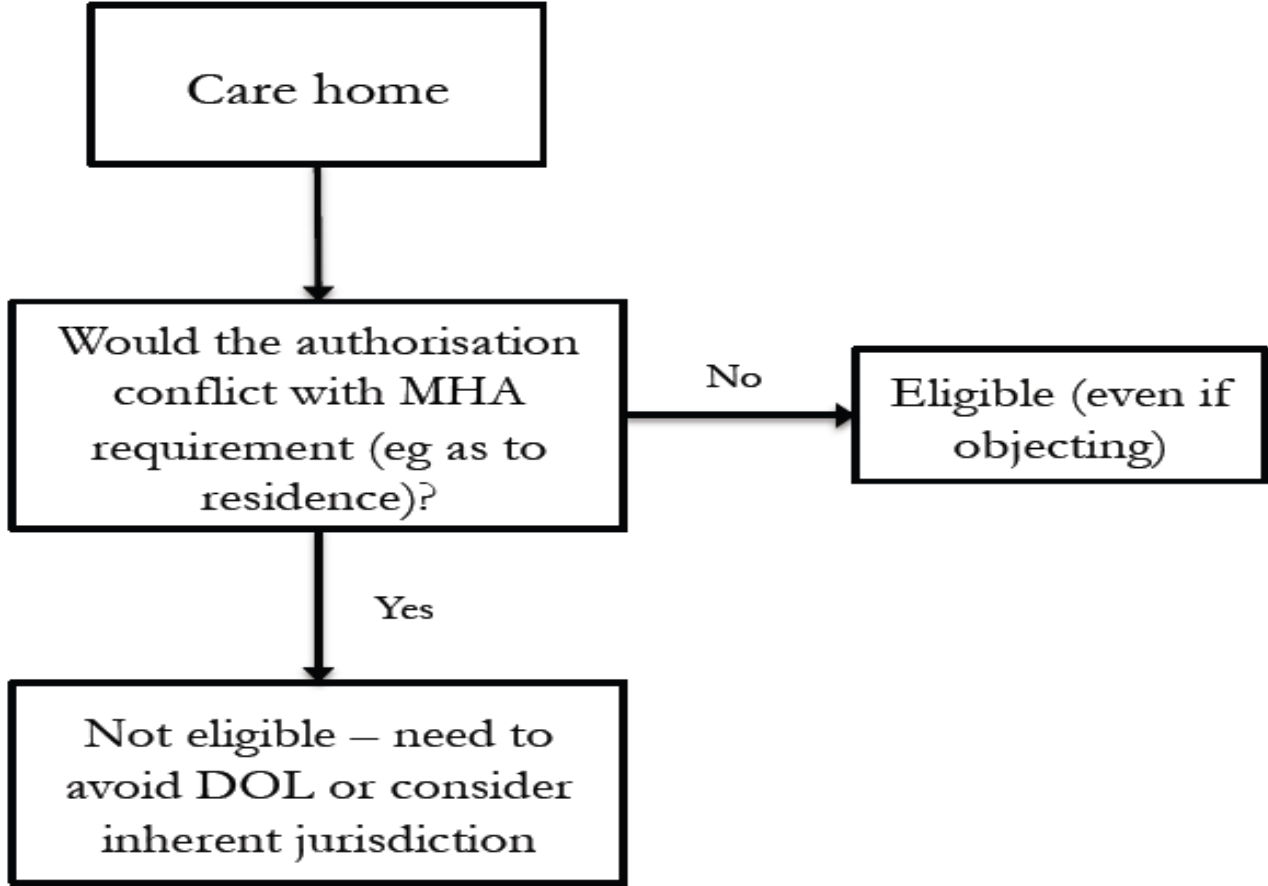 Care home
Would the authorisation
conflict with MHA
requirement (eg as to
residence)?
No
Eligible (even if
objecting)
Yes
Not eligible – need to
avoid DOL or consider
inherent jurisdiction